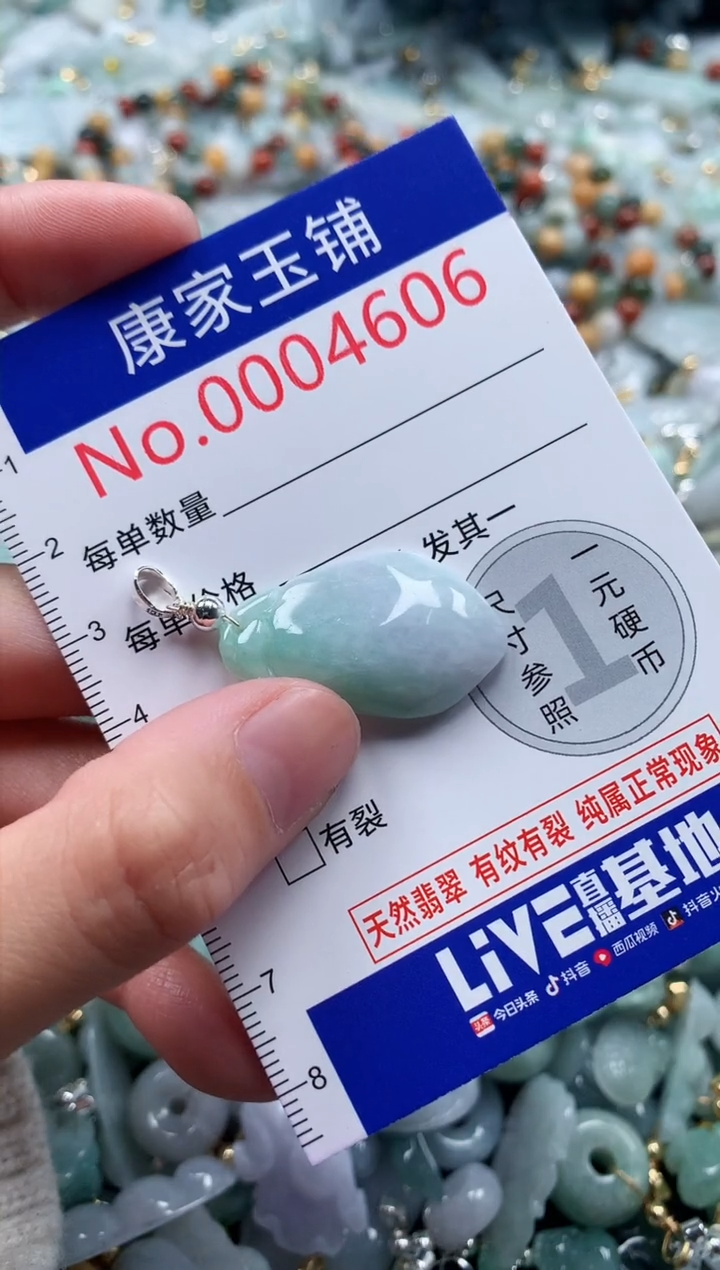 康家玉铺
No.0004606
1
2
每单数量
每单价格
发其一
3
4
一元硬币
1
尺寸参照
有裂
天然翡翠 有纹有裂 纯属正常现象
LiVE直播基地
7
今日头条 抖音 西瓜视频 抖音火
8